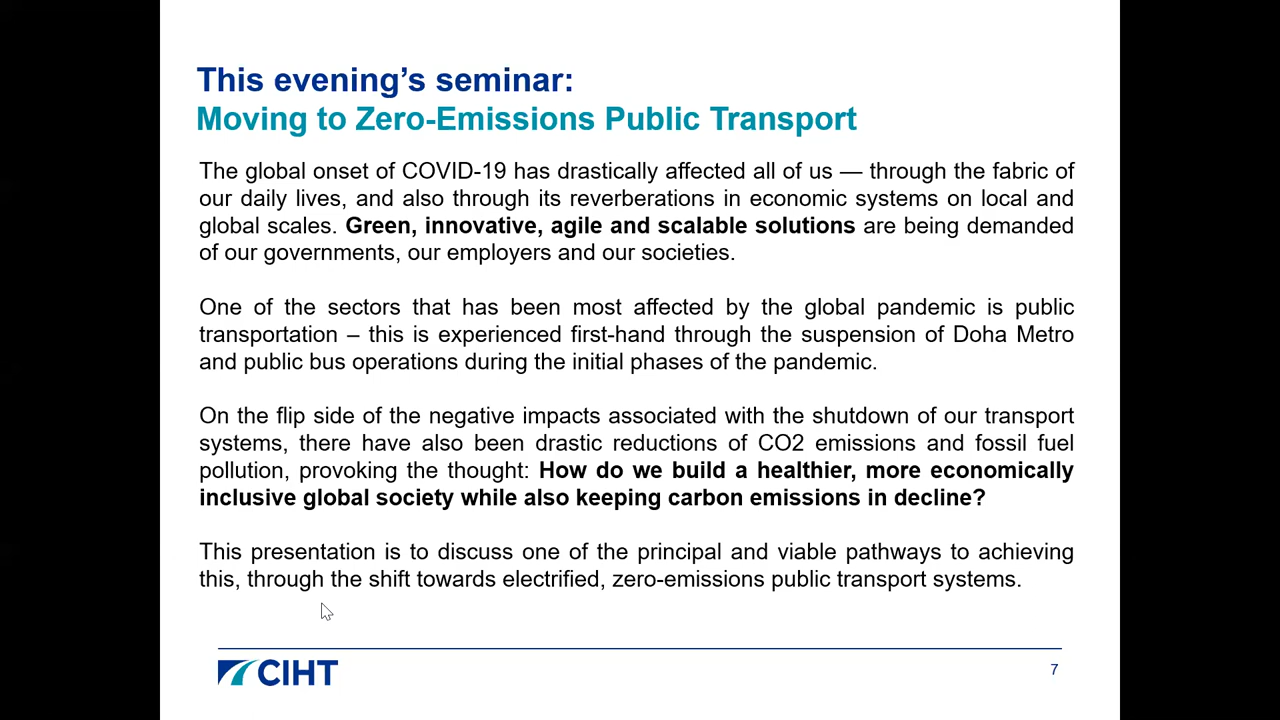 This evening’s seminar:
Moving to Zero-Emissions Public Transport
The global onset of COVID-19 has drastically affected all of us — through the fabric of
our daily lives, and also through its reverberations in economic systems on local and
global scales. Green, innovative, agile and scalable solutions are being demanded
of our governments, our employers and our societies.
One of the sectors that has been most affected by the global pandemic is public
transportation – this is experienced first-hand through the suspension of Doha Metro
and public bus operations during the initial phases of the pandemic.
On the flip side of the negative impacts associated with the shutdown of our transport
systems, there have also been drastic reductions of CO2 emissions and fossil fuel
pollution, provoking the thought: How do we build a healthier, more economically
inclusive global society while also keeping carbon emissions in decline?
This presentation is to discuss one of the principal and viable pathways to achieving
this, through the shift towards electrified, zero-emissions public transport systems.
CIHT
7